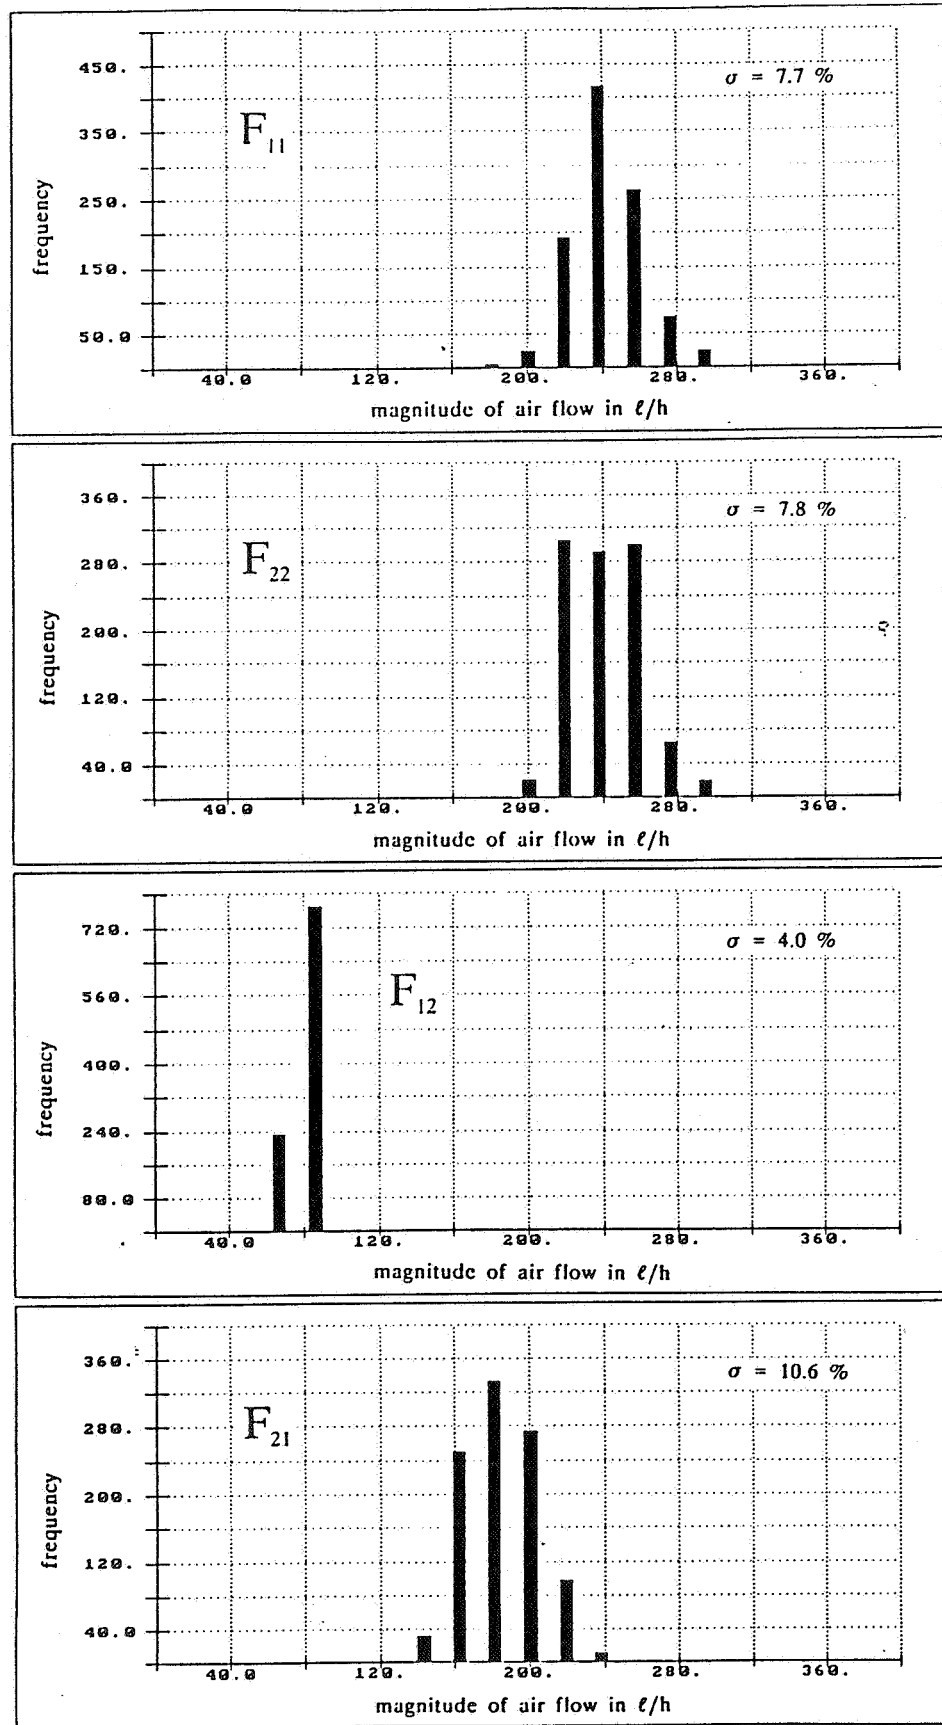 450.
σ = 7.7 %
F11
350.
250.
150.
50.0
frequency
40.0 120. 200. 280. 360.
magnitude of air flow in ℓ/h
360.
σ = 7.8 %
F22
280.
200.
120.
40.0
frequency
40.0 120. 200. 280. 360.
magnitude of air flow in ℓ/h
720.
σ = 4.0 %
F12
560.
400.
240.
80.0
frequency
40.0 120. 200. 280. 360.
magnitude of air flow in ℓ/h
360.
σ = 10.6 %
F21
280.
200.
120.
40.0
frequency
40.0 120. 200. 280. 360.
magnitude of air flow in ℓ/h